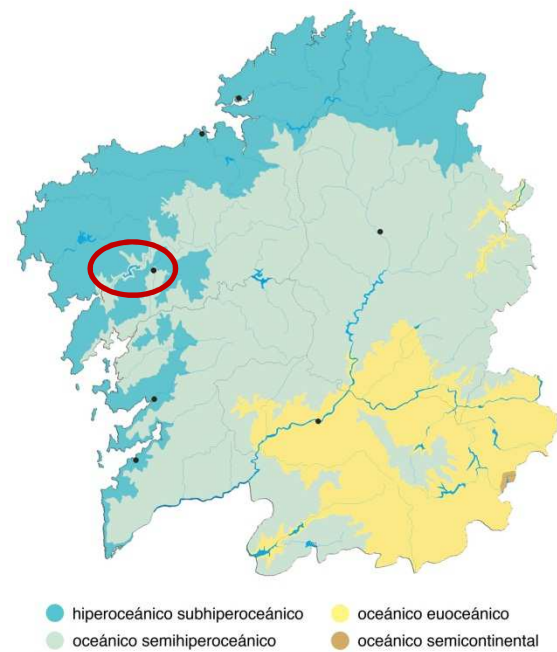 hiperoceánico subhiperoceánico
oceánico euoceánico
oceánico semihiperoceánico
oceánico semicontinental